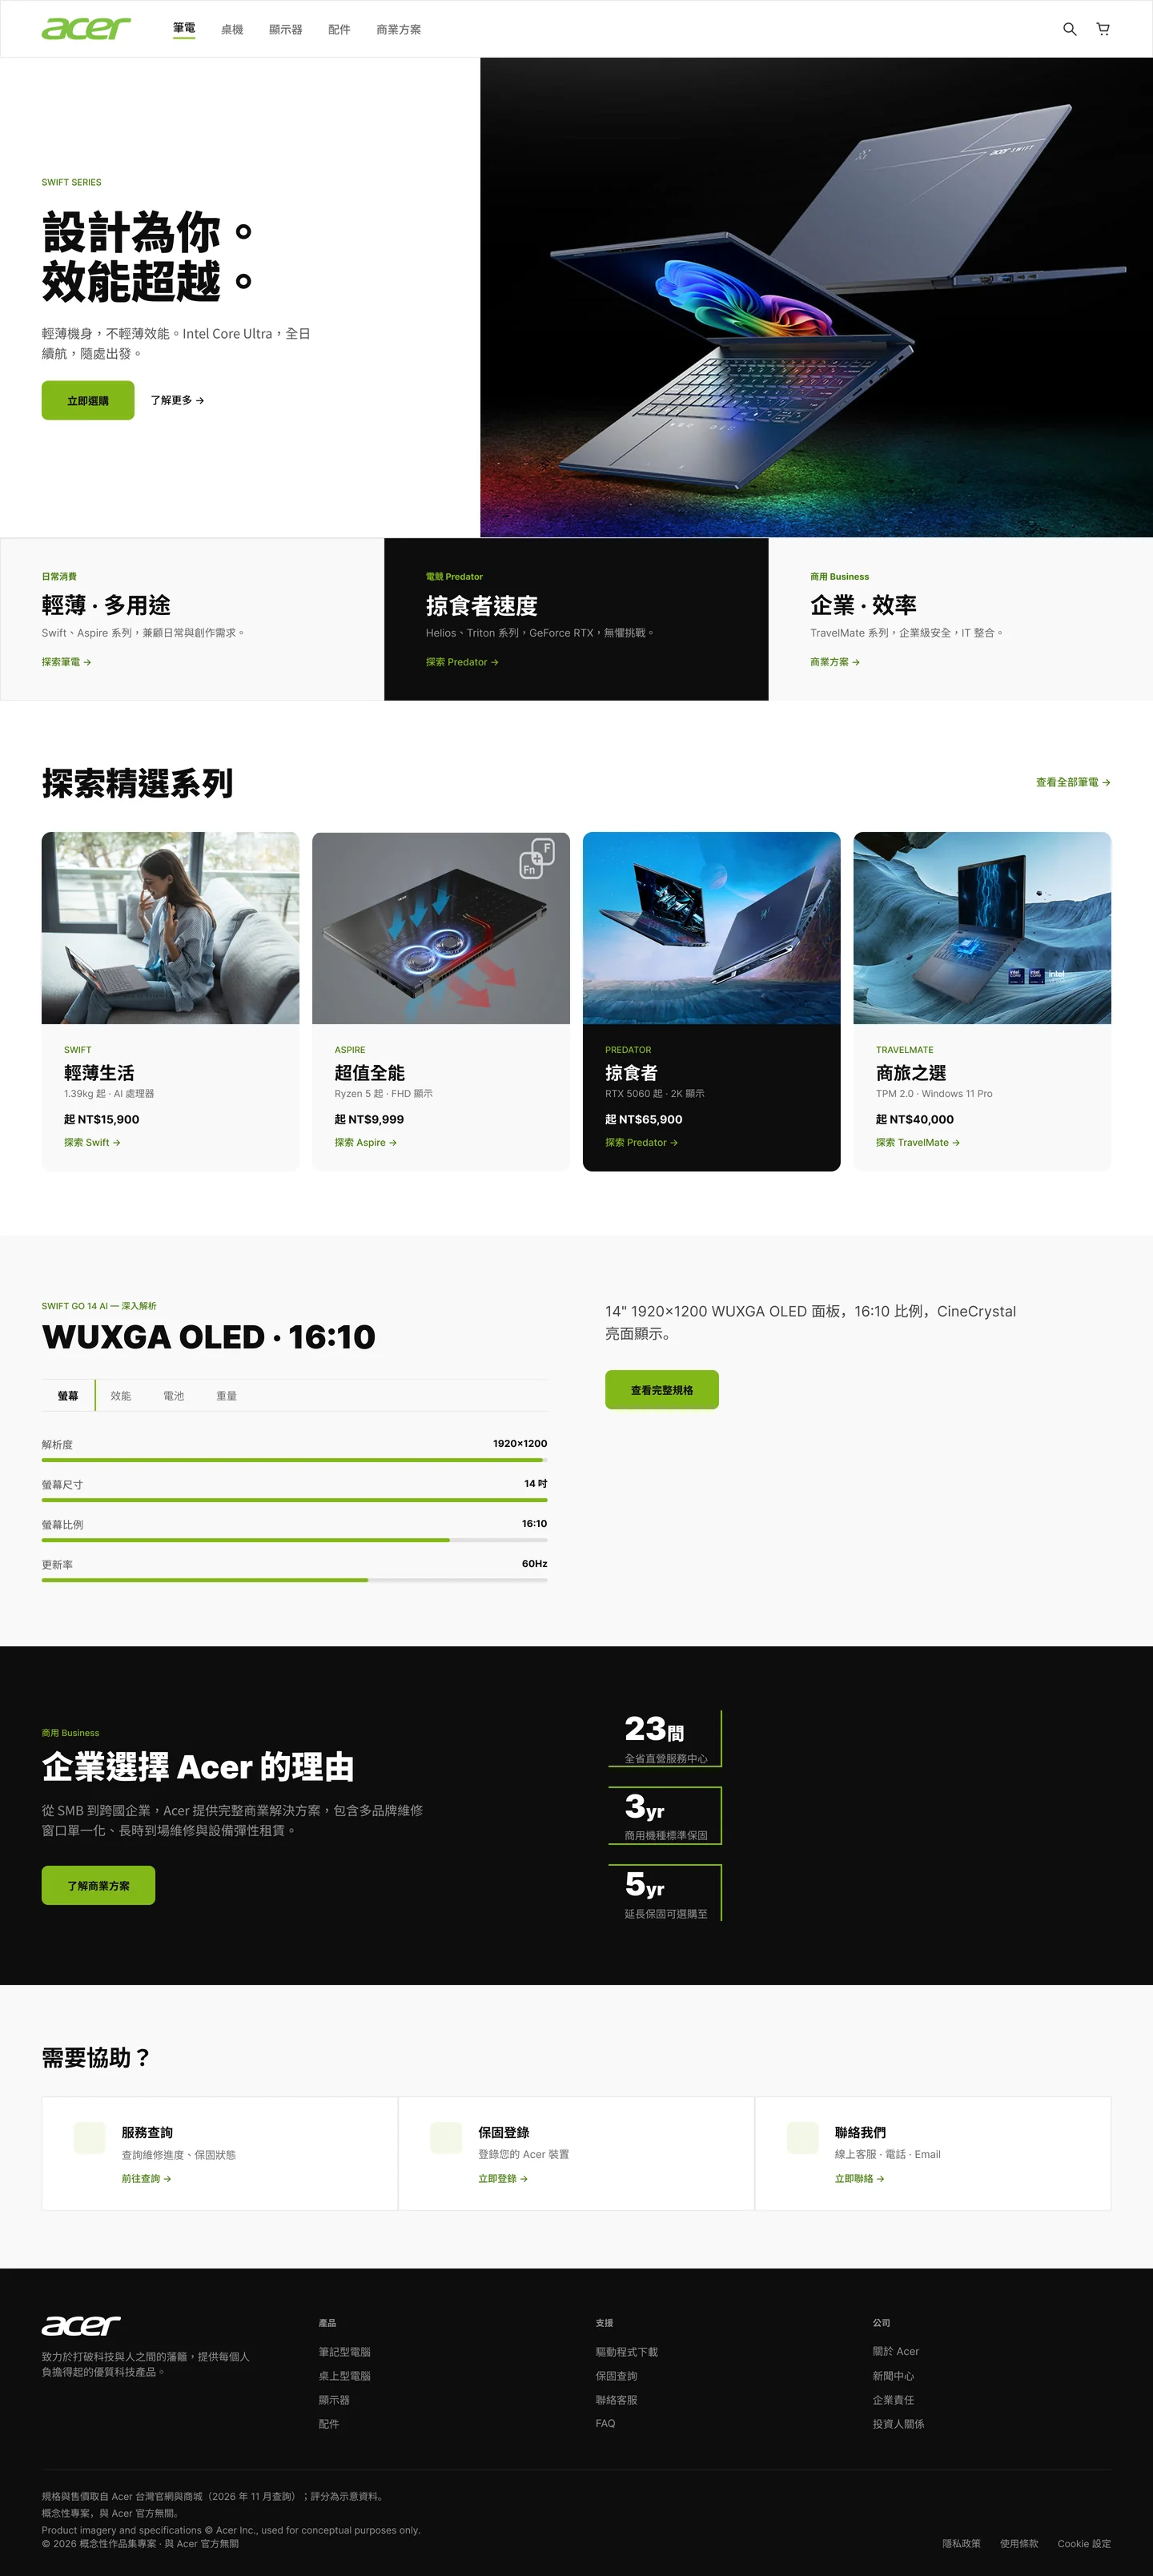 acer
筆電
桌機
顯示器
配件
商業方案
SWIFT SERIES
設計為你。
效能超越。
輕薄機身，不輕薄效能。Intel Core Ultra，全日
續航，隨處出發。
立即選購
了解更多 →
acer SWIFT
日常消費
輕薄 · 多用途
Swift、Aspire 系列，兼顧日常與創作需求。
探索筆電 →
電競 Predator
掠食者速度
Helios、Triton 系列，GeForce RTX，無懼挑戰。
探索 Predator →
商用 Business
企業 · 效率
TravelMate 系列，企業級安全，IT 整合。
商業方案 →
探索精選系列
查看全部筆電 →
SWIFT
輕薄生活
1.39kg 起 · AI 處理器
起 NT$15,900
探索 Swift →
Fn + F
ASPIRE
超值全能
Ryzen 5 起 · FHD 顯示
起 NT$9,999
探索 Aspire →
PREDATOR
掠食者
RTX 5060 起 · 2K 顯示
起 NT$65,900
探索 Predator →
intel
TRAVELMATE
商旅之選
TPM 2.0 · Windows 11 Pro
起 NT$40,000
探索 TravelMate →
SWIFT GO 14 AI — 深入解析
WUXGA OLED · 16:10
螢幕
效能
電池
重量
解析度 1920×1200
螢幕尺寸 14 吋
螢幕比例 16:10
更新率 60Hz
14" 1920×1200 WUXGA OLED 面板，16:10 比例，CineCrystal
亮面顯示。
查看完整規格
商用 Business
企業選擇 Acer 的理由
從 SMB 到跨國企業，Acer 提供完整商業解決方案，包含多品牌維修
窗口單一化、長時到場維修與設備彈性租賃。
了解商業方案
23間
全省直營服務中心
3yr
商用機種標準保固
5yr
延長保固可選購至
需要協助？
服務查詢
查詢維修進度、保固狀態
前往查詢 →
保固登錄
登錄您的 Acer 裝置
立即登錄 →
聯絡我們
線上客服 · 電話 · Email
立即聯絡 →
acer
致力於打破科技與人之間的藩籬，提供每個人
負擔得起的優質科技產品。
產品
筆記型電腦
桌上型電腦
顯示器
配件
支援
驅動程式下載
保固查詢
聯絡客服
FAQ
公司
關於 Acer
新聞中心
企業責任
投資人關係
規格與售價取自 Acer 台灣官網與商城（2026 年 11 月查詢）；評分為示意資料。
概念性專案，與 Acer 官方無關。
Product imagery and specifications © Acer Inc., used for conceptual purposes only.
© 2026 概念性作品集專案 · 與 Acer 官方無關
隱私政策
使用條款
Cookie 設定